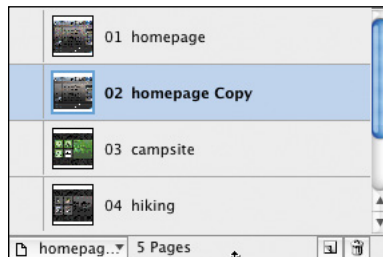 01 homepage
02 homepage Copy
03 campsite
04 hiking
homepag... 5 Pages